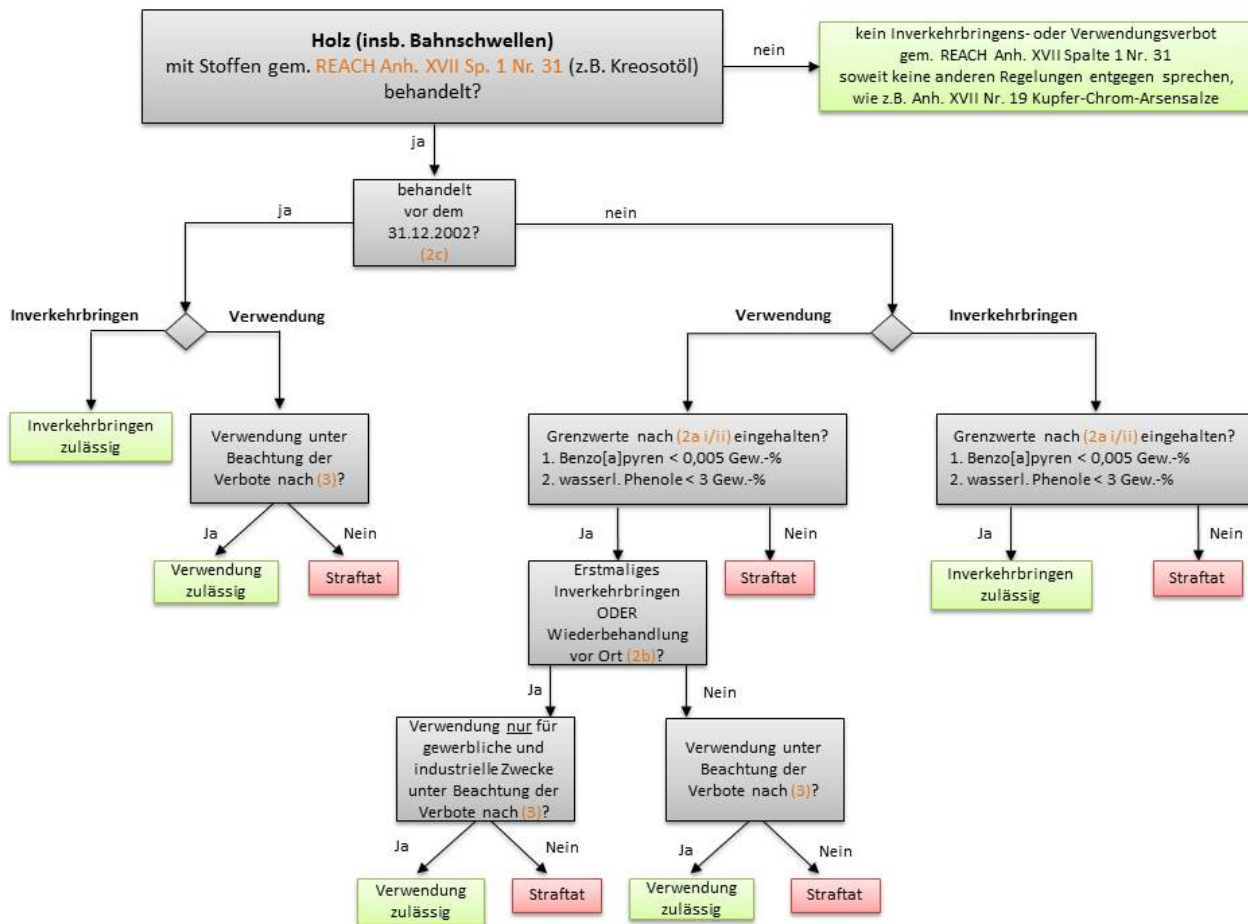 Holz (insb. Bahnschwellen)
mit Stoffen gem. REACH Anh. XVII Sp. 1 Nr. 31 (z.B. Kreosotöl)
behandelt?
nein
kein Inverkehrbringens- oder Verwendungsverbot
gem. REACH Anh. XVII Spalte 1 Nr. 31
soweit keine anderen Regelungen entgegen sprechen,
wie z.B. Anh. XVII Nr. 19 Kupfer-Chrom-Arsensalze
ja
behandelt
vor dem
31.12.2002?
(2c)
ja
nein
Inverkehrbringen
Verwendung
Verwendung
Inverkehrbringen
Inverkehrbringen
zulässig
Verwendung unter
Beachtung der
Verbote nach (3)?
Grenzwerte nach (2a i/ii) eingehalten?
1. Benzo[a]pyren < 0,005 Gew.-%
2. wasserl. Phenole < 3 Gew.-%
Grenzwerte nach (2a i/ii) eingehalten?
1. Benzo[a]pyren < 0,005 Gew.-%
2. wasserl. Phenole < 3 Gew.-%
Ja
Nein
Ja
Nein
Ja
Nein
Verwendung
zulässig
Straftat
Erstmaliges
Inverkehrbringen
ODER
Wiederbehandlung
vor Ort (2b)?
Straftat
Inverkehrbringen
zulässig
Straftat
Ja
Nein
Verwendung nur für
gewerbliche und
industrielle Zwecke
unter Beachtung der
Verbote nach (3)?
Verwendung unter
Beachtung der
Verbote nach (3)?
Ja
Nein
Ja
Nein
Verwendung
zulässig
Straftat
Verwendung
zulässig
Straftat